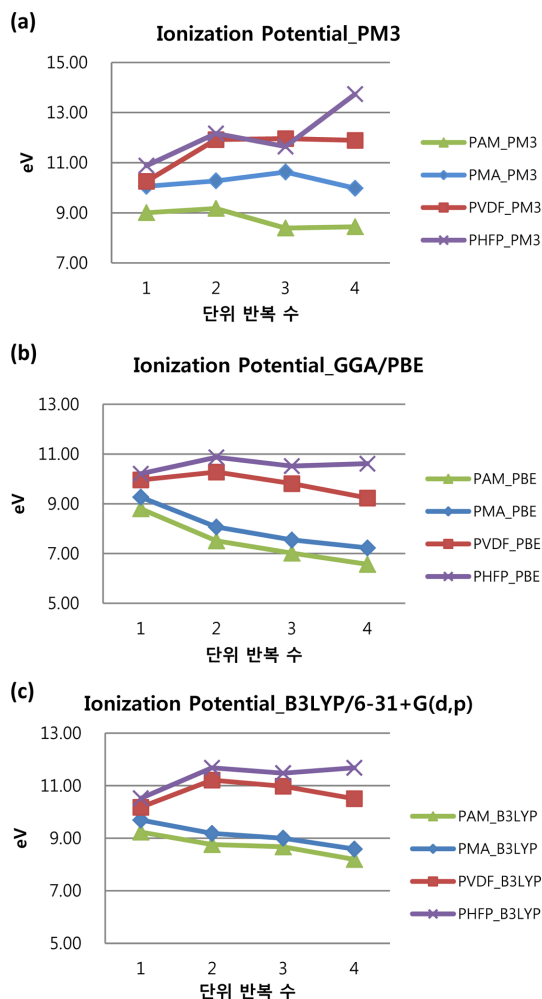 (a)
Ionization Potential_PM3
15.00
13.00
11.00
9.00
7.00
eV
1 2 3 4
단위 반복 수
PAM_PM3
PMA_PM3
PVDF_PM3
PHFP_PM3
(b)
Ionization Potential_GGA/PBE
13.00
11.00
9.00
7.00
5.00
eV
1 2 3 4
단위 반복 수
PAM_PBE
PMA_PBE
PVDF_PBE
PHFP_PBE
(c)
Ionization Potential_B3LYP/6-31+G(d,p)
13.00
11.00
9.00
7.00
5.00
eV
1 2 3 4
단위 반복 수
PAM_B3LYP
PMA_B3LYP
PVDF_B3LYP
PHFP_B3LYP